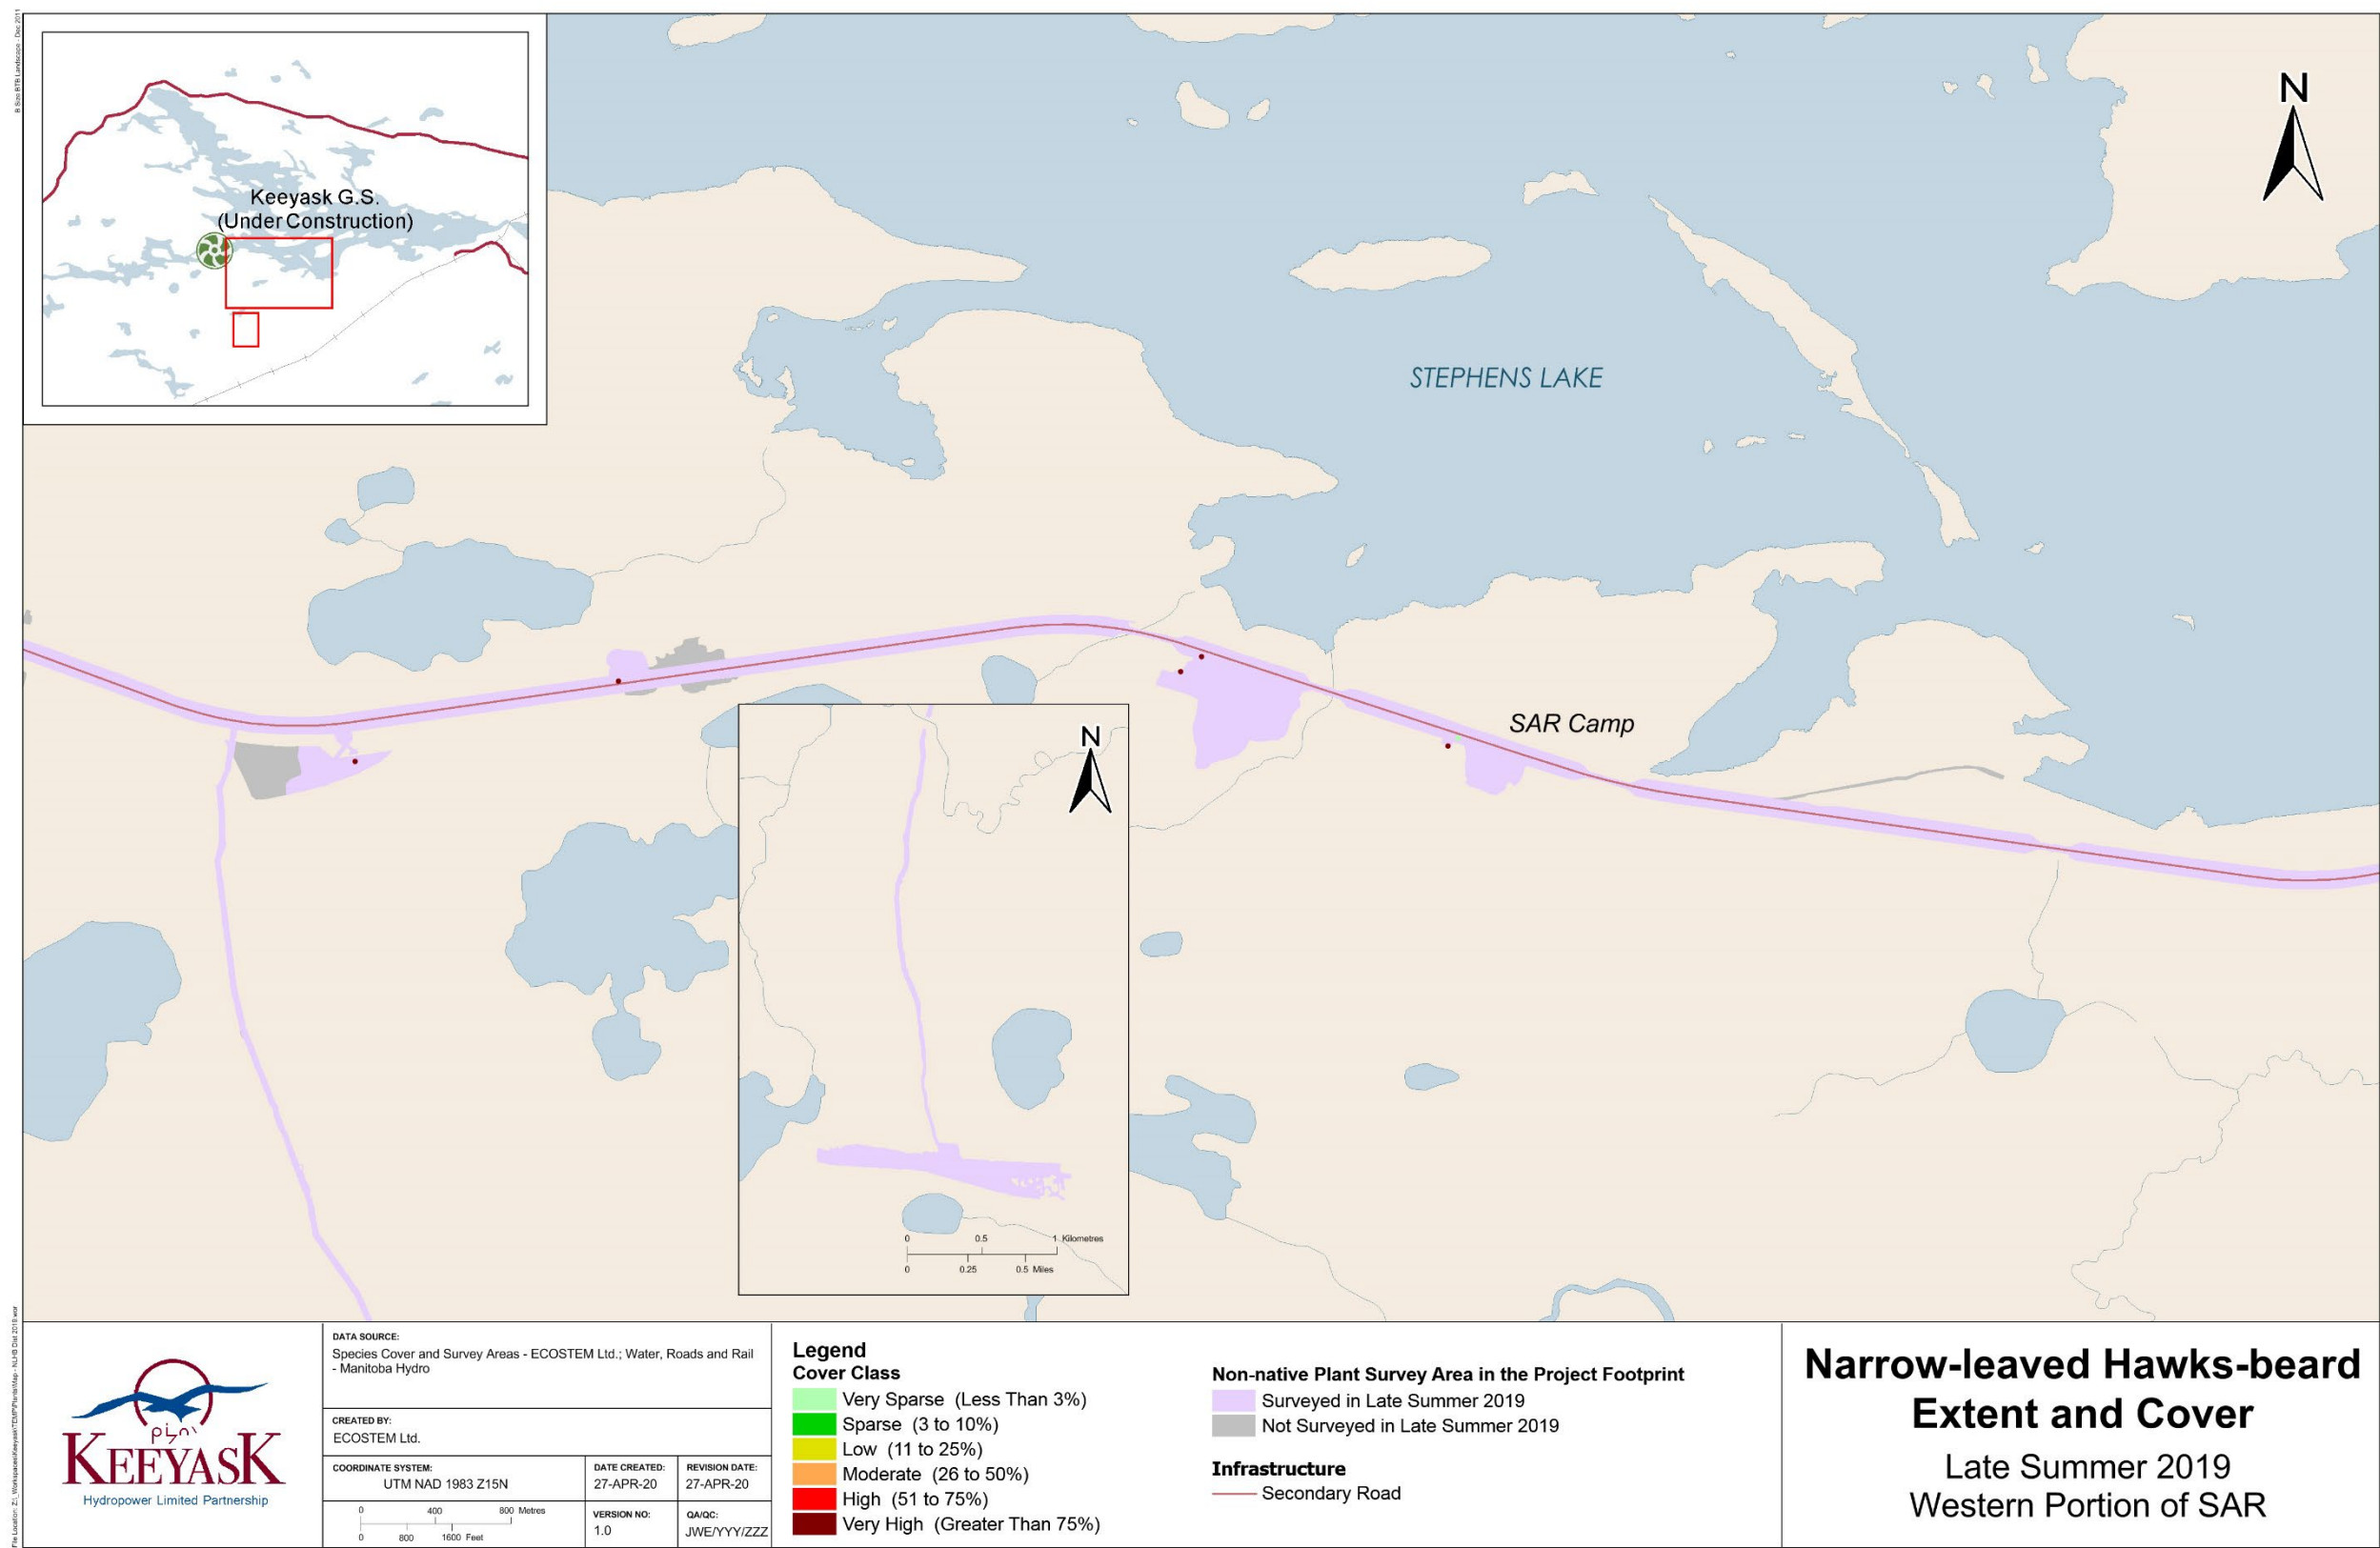 B Size BTB Landscape - Dec 2011
Keeyask G.S.
(Under Construction)
N
STEPHENS LAKE
SAR Camp
N
0 0.5 1 Kilometres
0 0.25 0.5 Miles
ᑭᔭᐢᐠ
KEEYASK
Hydropower Limited Partnership
DATA SOURCE:
Species Cover and Survey Areas - ECOSTEM Ltd.; Water, Roads and Rail
- Manitoba Hydro
CREATED BY:
ECOSTEM Ltd.
COORDINATE SYSTEM:
UTM NAD 1983 Z15N
DATE CREATED:
27-APR-20
REVISION DATE:
27-APR-20
0 400 800 Metres
0 800 1600 Feet
VERSION NO:
1.0
QA/QC:
JWE/YYY/ZZZ
Legend
Cover Class
Very Sparse (Less Than 3%)
Sparse (3 to 10%)
Low (11 to 25%)
Moderate (26 to 50%)
High (51 to 75%)
Very High (Greater Than 75%)
Non-native Plant Survey Area in the Project Footprint
Surveyed in Late Summer 2019
Not Surveyed in Late Summer 2019
Infrastructure
Secondary Road
Narrow-leaved Hawks-beard
Extent and Cover
Late Summer 2019
Western Portion of SAR